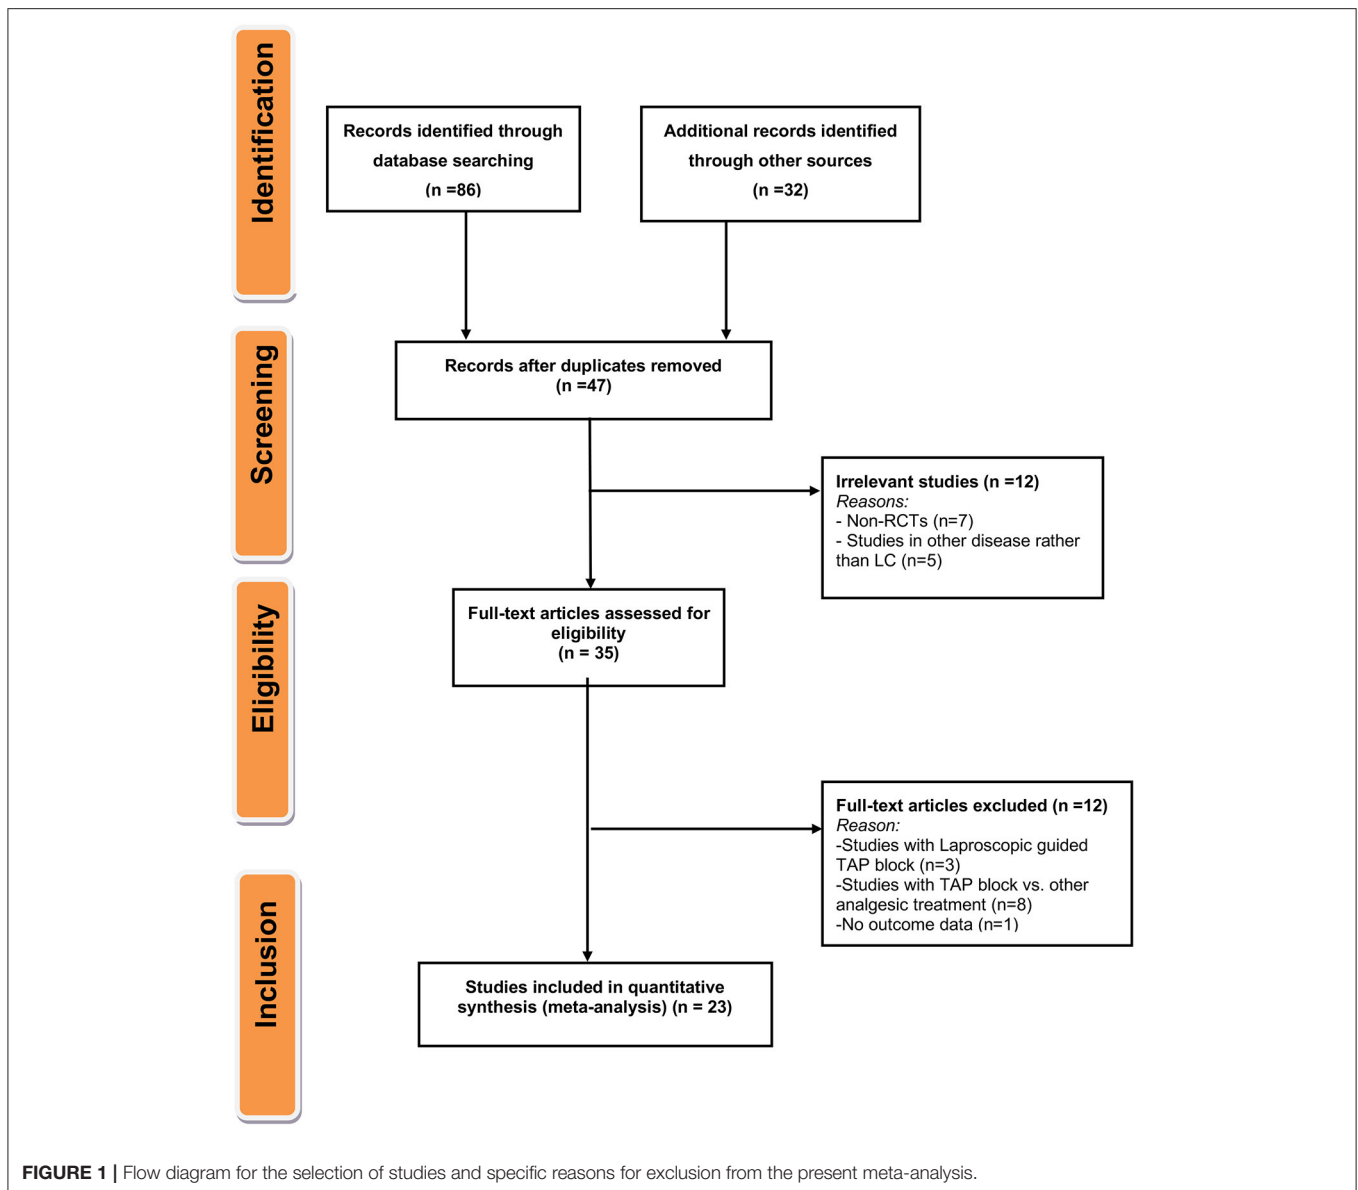 Identification
Records identified through
database searching
(n =86)
Additional records identified
through other sources
(n =32)
Screening
Records after duplicates removed
(n =47)
Irrelevant studies (n =12)
Reasons:
- Non-RCTs (n=7)
- Studies in other disease rather
than LC (n=5)
Eligibility
Full-text articles assessed for
eligibility
(n = 35)
Full-text articles excluded (n =12)
Reason:
-Studies with Laproscopic guided
TAP block (n=3)
-Studies with TAP block vs. other
analgesic treatment (n=8)
-No outcome data (n=1)
Inclusion
Studies included in quantitative
synthesis (meta-analysis) (n = 23)
FIGURE 1 | Flow diagram for the selection of studies and specific reasons for exclusion from the present meta-analysis.